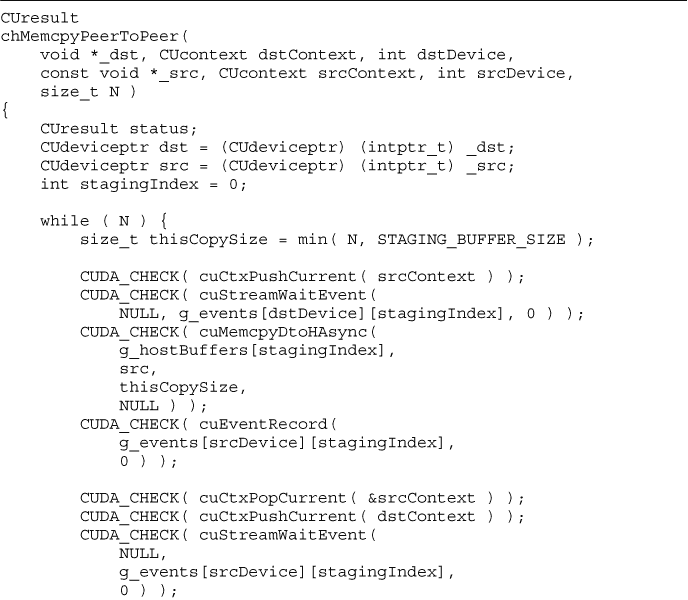 CUresult
chMemcpyPeerToPeer(
    void *_dst, CUcontext dstContext, int dstDevice,
    const void *_src, CUcontext srcContext, int srcDevice,
    size_t N )
{
    CUresult status;
    CUdeviceptr dst = (CUdeviceptr) (intptr_t) _dst;
    CUdeviceptr src = (CUdeviceptr) (intptr_t) _src;
    int stagingIndex = 0;

    while ( N ) {
        size_t thisCopySize = min( N, STAGING_BUFFER_SIZE );

        CUDA_CHECK( cuCtxPushCurrent( srcContext ) );
        CUDA_CHECK( cuStreamWaitEvent(
            NULL, g_events[dstDevice][stagingIndex], 0 ) );
        CUDA_CHECK( cuMemcpyDtoHAsync(
            g_hostBuffers[stagingIndex],
            src,
            thisCopySize,
            NULL ) );
        CUDA_CHECK( cuEventRecord(
            g_events[srcDevice][stagingIndex],
            0 ) );

        CUDA_CHECK( cuCtxPopCurrent( &srcContext ) );
        CUDA_CHECK( cuCtxPushCurrent( dstContext ) );
        CUDA_CHECK( cuStreamWaitEvent(
            NULL,
            g_events[srcDevice][stagingIndex],
            0 ) );